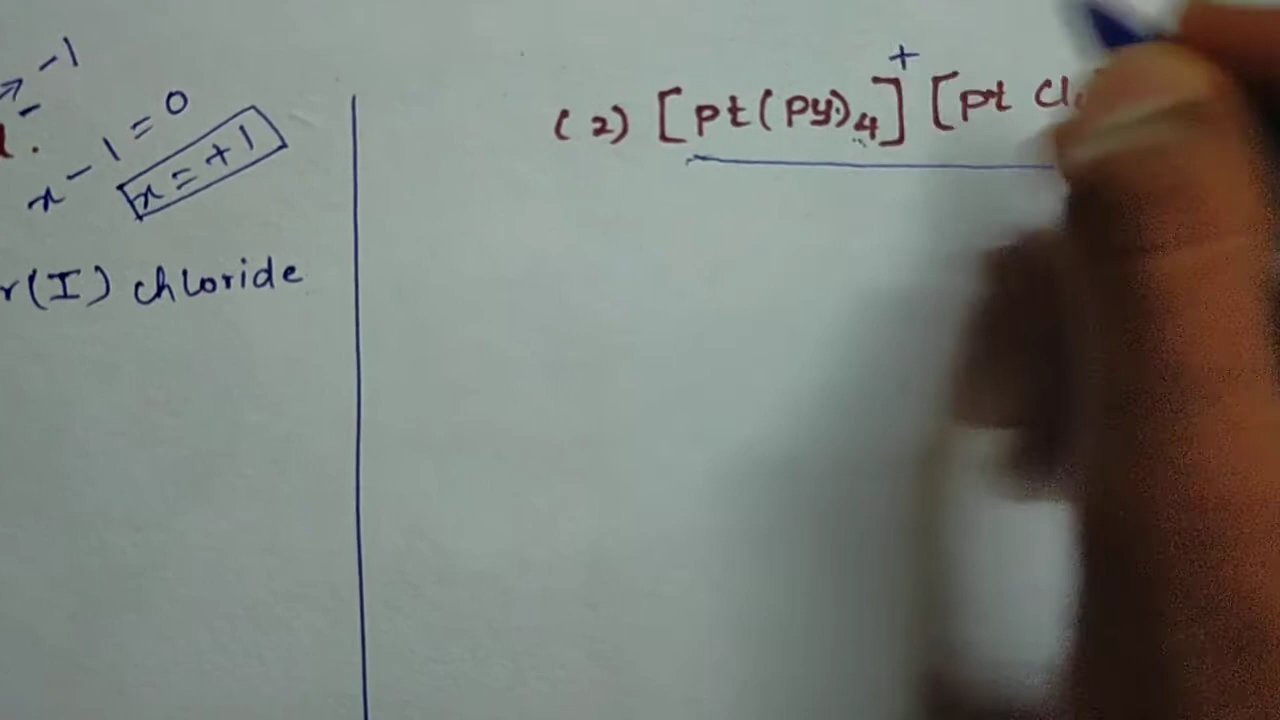 → -1
-
x - 1 = 0
x = +1
r(I) chloride
+
(2) [pt(py)4] [pt Cl